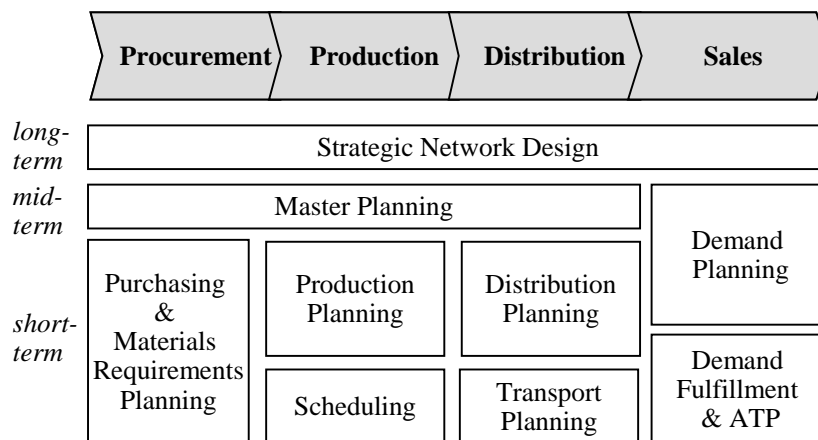 Procurement Production Distribution Sales
long-
term
Strategic Network Design
mid-
term
Master Planning
Demand
Planning
short-
term
Purchasing
&
Materials
Requirements
Planning
Production
Planning
Distribution
Planning
Scheduling
Transport
Planning
Demand
Fulfillment
& ATP